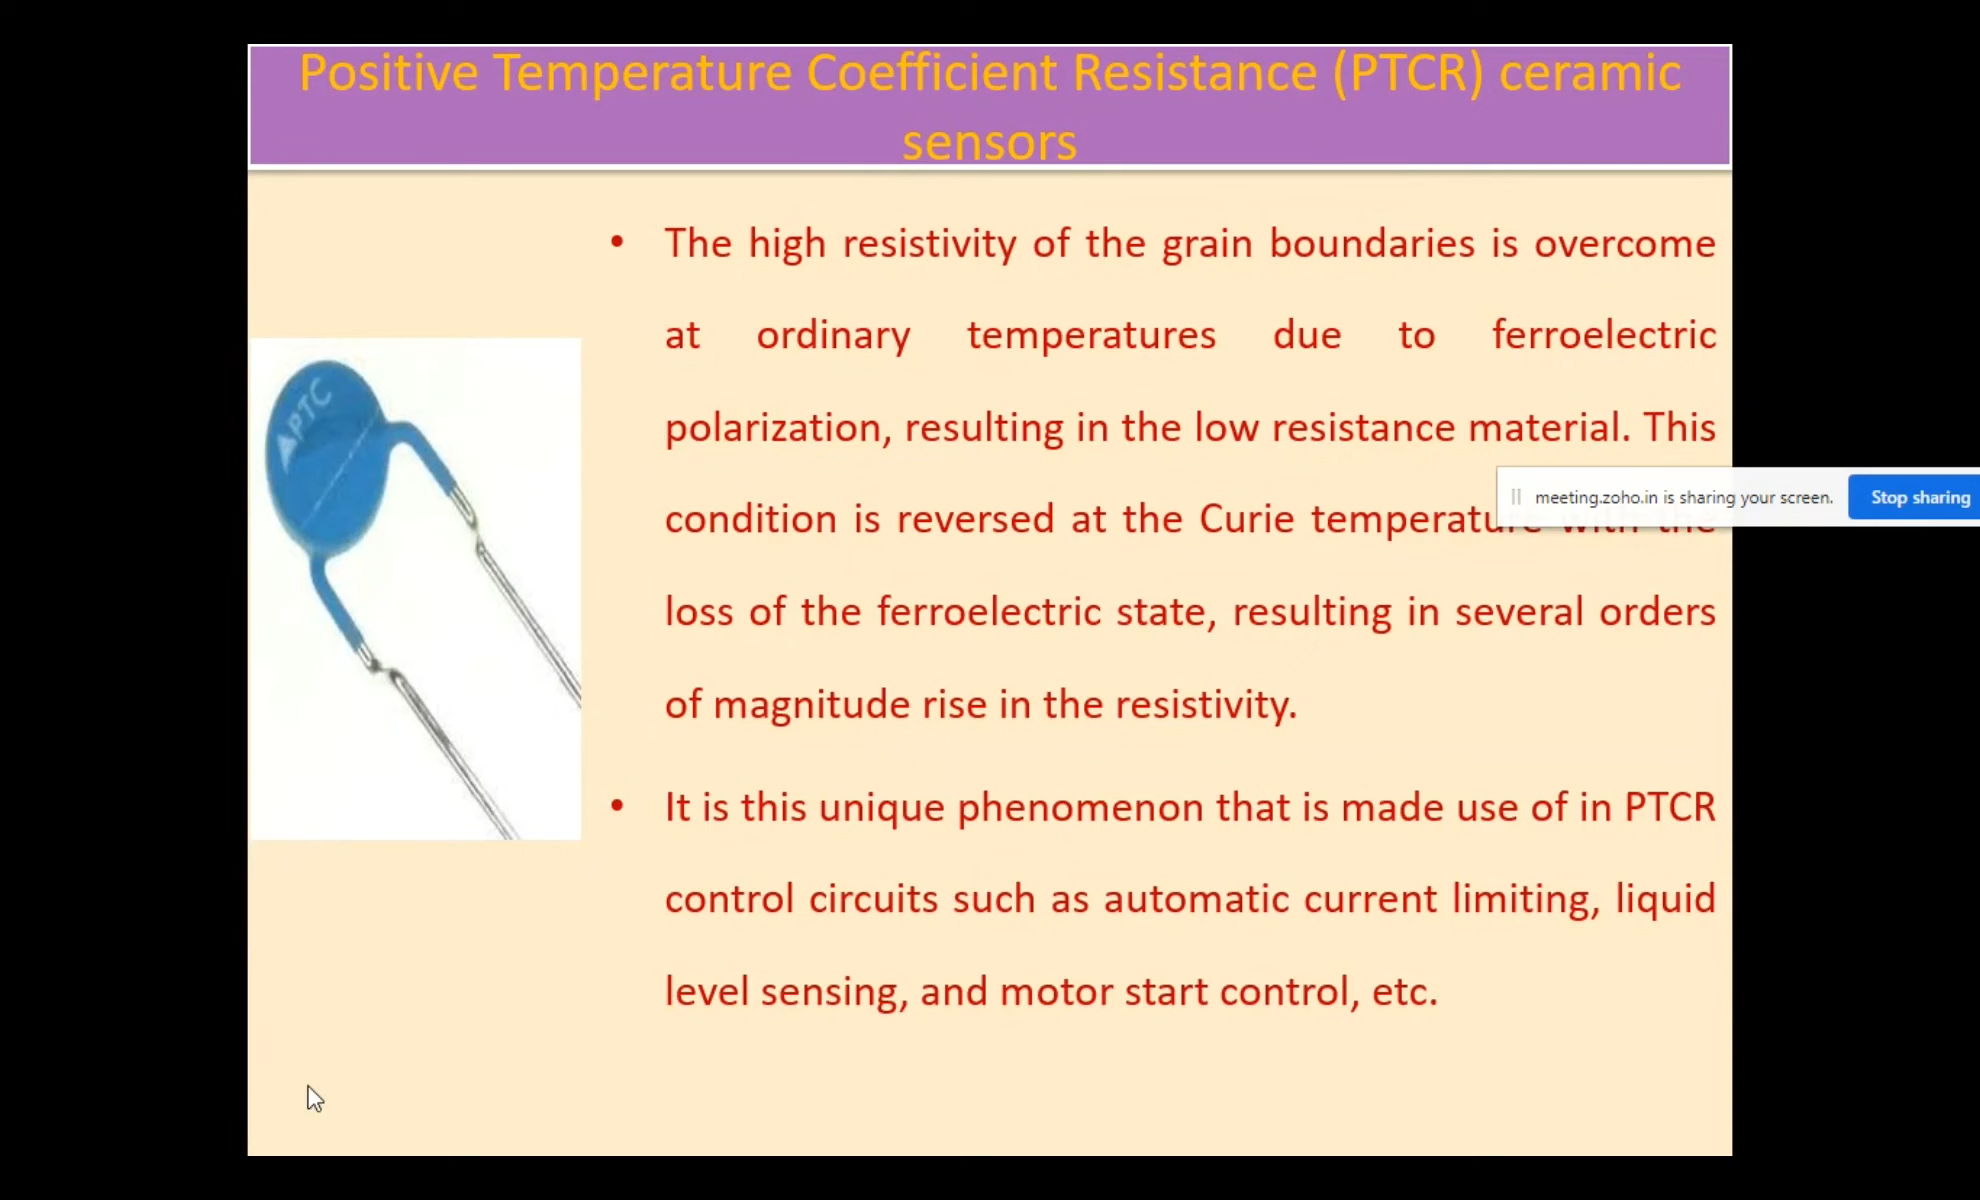 Positive Temperature Coefficient Resistance (PTCR) ceramic
sensors
• The high resistivity of the grain boundaries is overcome
at ordinary temperatures due to ferroelectric
polarization, resulting in the low resistance material. This
condition is reversed at the Curie temperature with the
loss of the ferroelectric state, resulting in several orders
of magnitude rise in the resistivity.
• It is this unique phenomenon that is made use of in PTCR
control circuits such as automatic current limiting, liquid
level sensing, and motor start control, etc.
PTC
meeting.zoho.in is sharing your screen.
Stop sharing